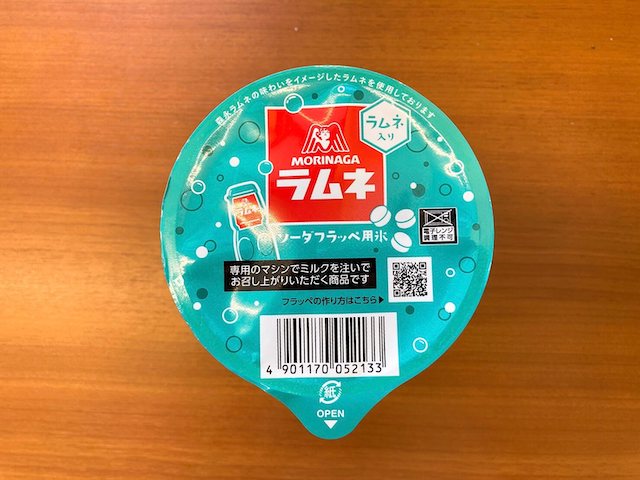 森永ラムネの味わいをイメージしたラムネを使用しております
ラムネ
入り
MORINAGA
ラムネ
ラムネ
ソーダフラッペ用氷
電子レンジ
調理不可
専用のマシンでミルクを注いで
お召し上がりいただく商品です
フラッペの作り方はこちら▶
4 901170 052133
紙
OPEN